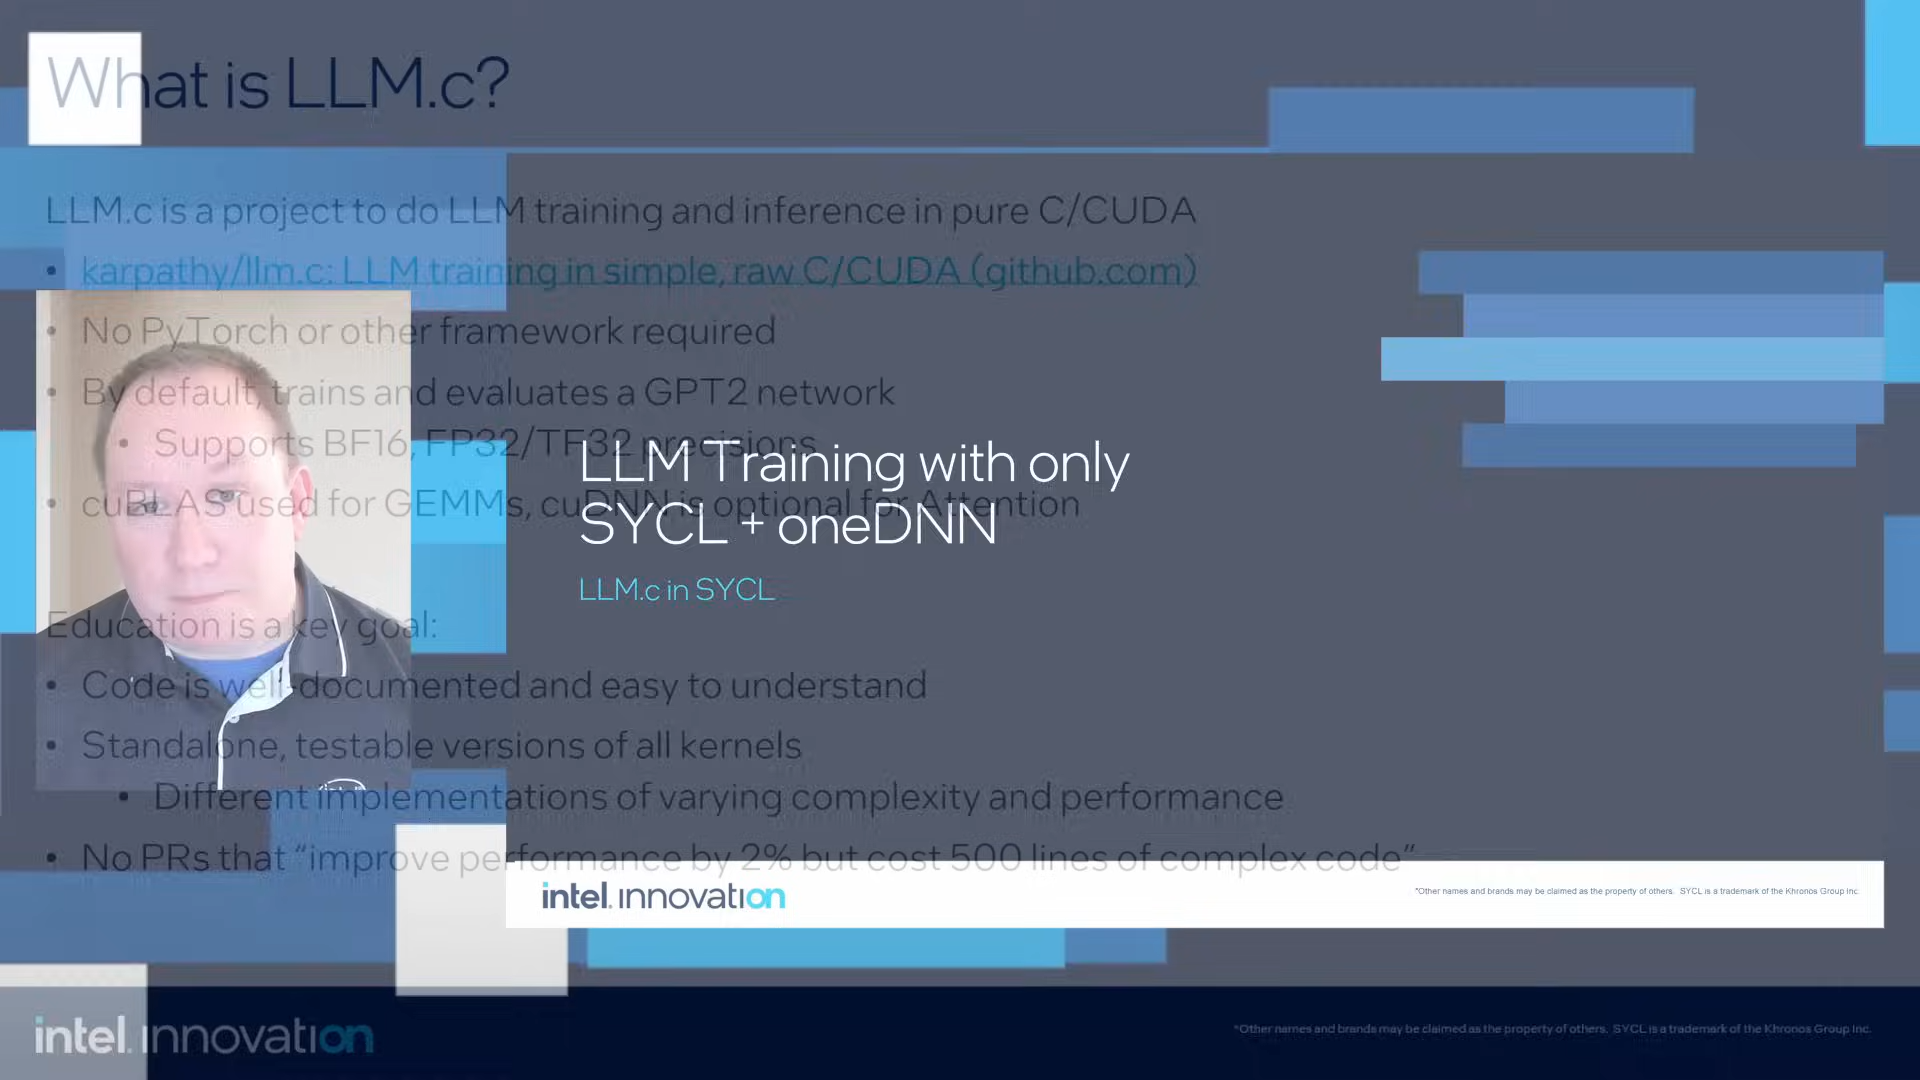 What is LLM.c?
LLM.c is a project to do LLM training and inference in pure C/CUDA
• karpathy/llm.c: LLM training in simple, raw C/CUDA (github.com)
• No PyTorch or other framework required
• By default, trains and evaluates a GPT2 network
• Supports BF16, FP32/TF32 precisions
• cuBLAS used for GEMMs, cuDNN is optional for Attention
LLM Training with only
SYCL + oneDNN
LLM.c in SYCL
Education is a key goal:
• Code is well-documented and easy to understand
• Standalone, testable versions of all kernels
• Different implementations of varying complexity and performance
• No PRs that “improve performance by 2% but cost 500 lines of complex code”
intel. innovation
*Other names and brands may be claimed as the property of others. SYCL is a trademark of the Khronos Group Inc.
intel. innovation
*Other names and brands may be claimed as the property of others. SYCL is a trademark of the Khronos Group Inc.